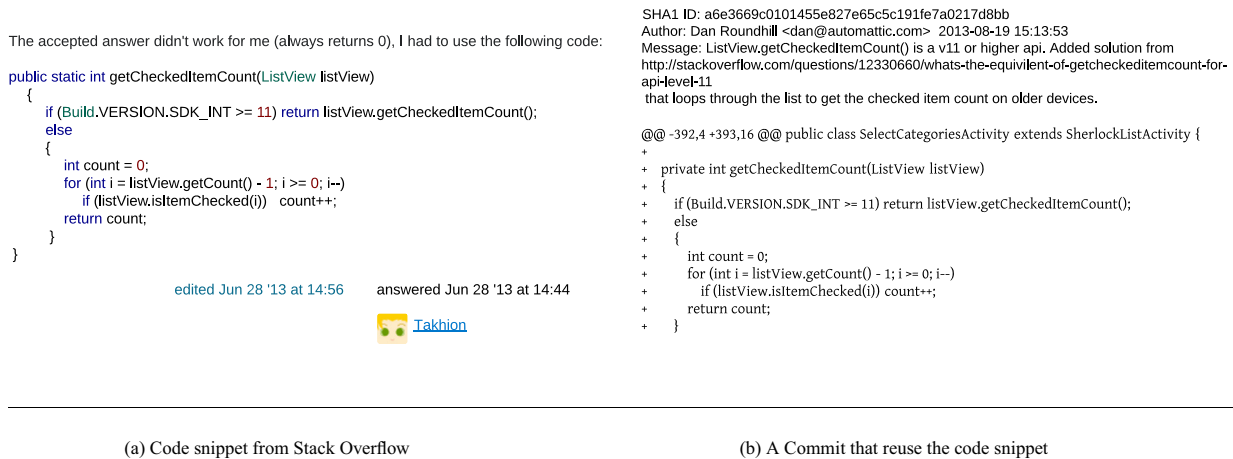 The accepted answer didn't work for me (always returns 0), I had to use the following code:
public static int getCheckedItemCount(ListView listView)
{
if (Build.VERSION.SDK_INT >= 11) return listView.getCheckedItemCount();
else
{
int count = 0;
for (int i = listView.getCount() - 1; i >= 0; i--)
if (listView.isItemChecked(i)) count++;
return count;
}
}
edited Jun 28 '13 at 14:56 answered Jun 28 '13 at 14:44
Takhion
SHA1 ID: a6e3669c0101455e827e65c5c191fe7a0217d8bb
Author: Dan Roundhill <dan@automattic.com> 2013-08-19 15:13:53
Message: ListView.getCheckedItemCount() is a v11 or higher api. Added solution from
http://stackoverflow.com/questions/12330660/whats-the-equivilent-of-getcheckeditemcount-for-
api-level-11
that loops through the list to get the checked item count on older devices.
@@ -392,4 +393,16 @@ public class SelectCategoriesActivity extends SherlockListActivity {
+
+ private int getCheckedItemCount(ListView listView)
+ {
+ if (Build.VERSION.SDK_INT >= 11) return listView.getCheckedItemCount();
+ else
+ {
+ int count = 0;
+ for (int i = listView.getCount() - 1; i >= 0; i--)
+ if (listView.isItemChecked(i)) count++;
+ return count;
+ }
(a) Code snippet from Stack Overflow
(b) A Commit that reuse the code snippet